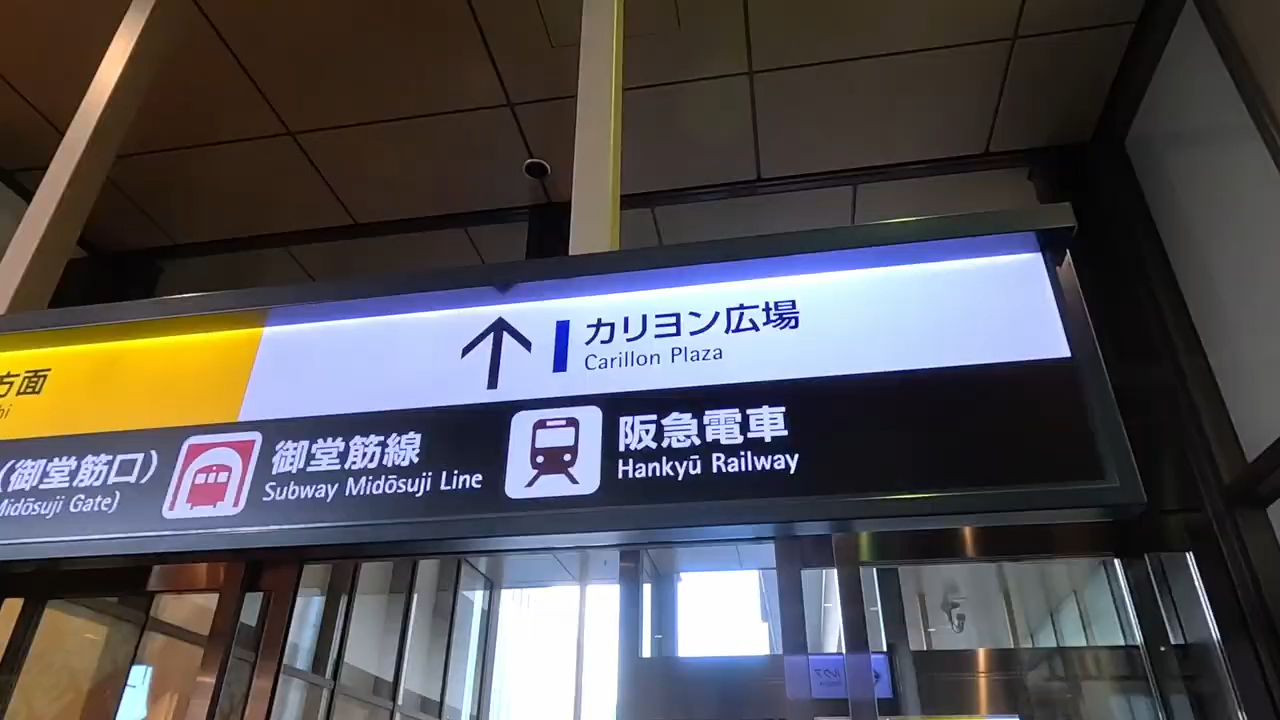 方面
hi
カリヨン広場
Carillon Plaza
(御堂筋口)
Midōsuji Gate)
御堂筋線
Subway Midōsuji Line
阪急電車
Hankyū Railway